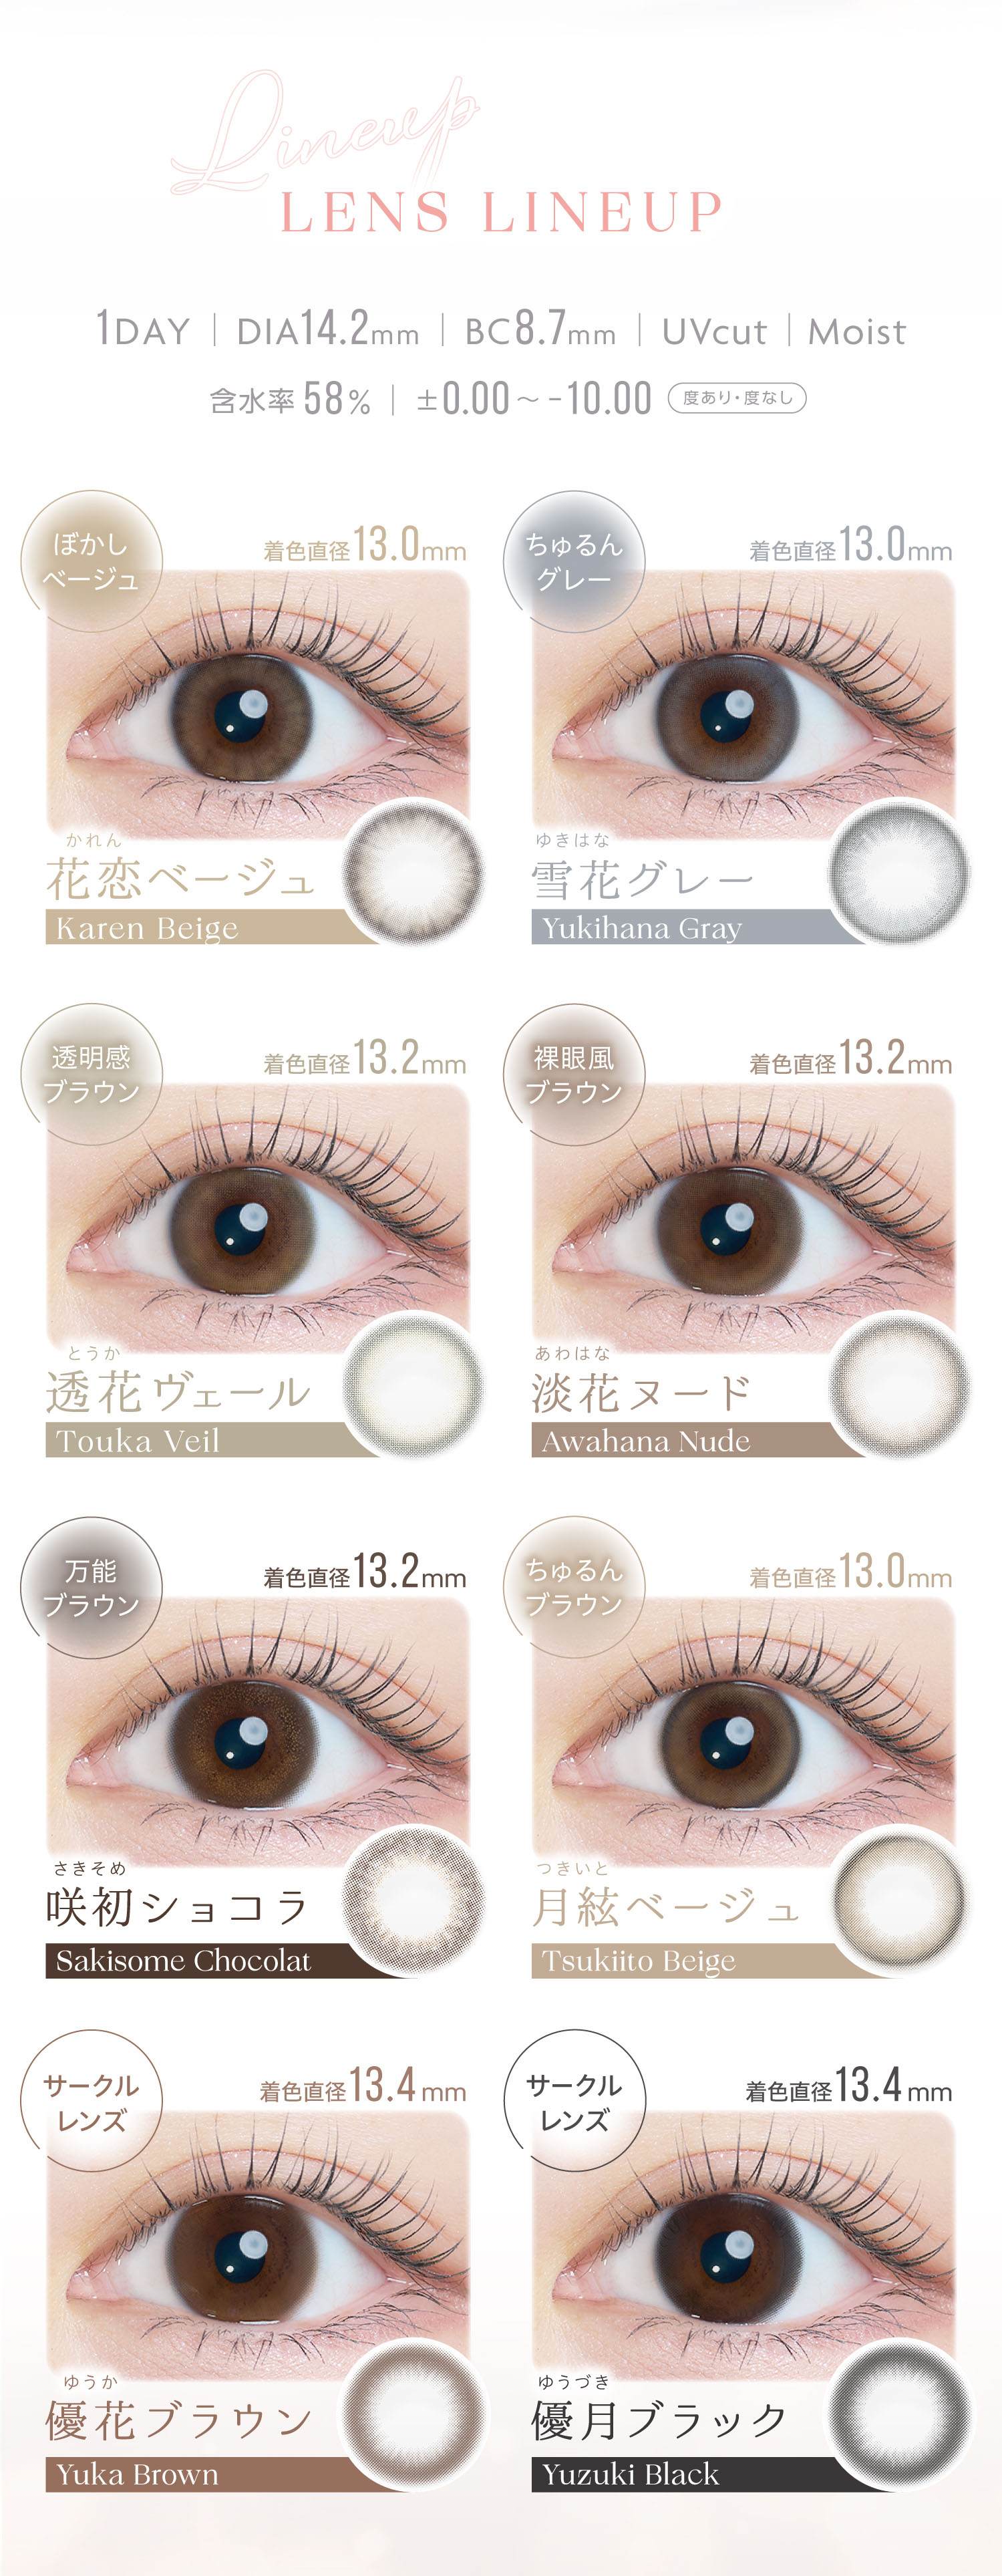 Lineup
LENS LINEUP
1DAY | DIA14.2mm | BC8.7mm | UVcut | Moist
含水率58% | ±0.00～-10.00 度あり・度なし
ぼかし
ベージュ
着色直径13.0mm
かれん
花恋ベージュ
Karen Beige
ちゅるん
グレー
着色直径13.0mm
ゆきはな
雪花グレー
Yukihana Gray
透明感
ブラウン
着色直径13.2mm
とうか
透花ヴェール
Touka Veil
裸眼風
ブラウン
着色直径13.2mm
あわはな
淡花ヌード
Awahana Nude
万能
ブラウン
着色直径13.2mm
さきそめ
咲初ショコラ
Sakisome Chocolat
ちゅるん
ブラウン
着色直径13.0mm
つきいと
月絃ベージュ
Tsukiito Beige
サークル
レンズ
着色直径13.4mm
ゆうか
優花ブラウン
Yuka Brown
サークル
レンズ
着色直径13.4mm
ゆうづき
優月ブラック
Yuzuki Black